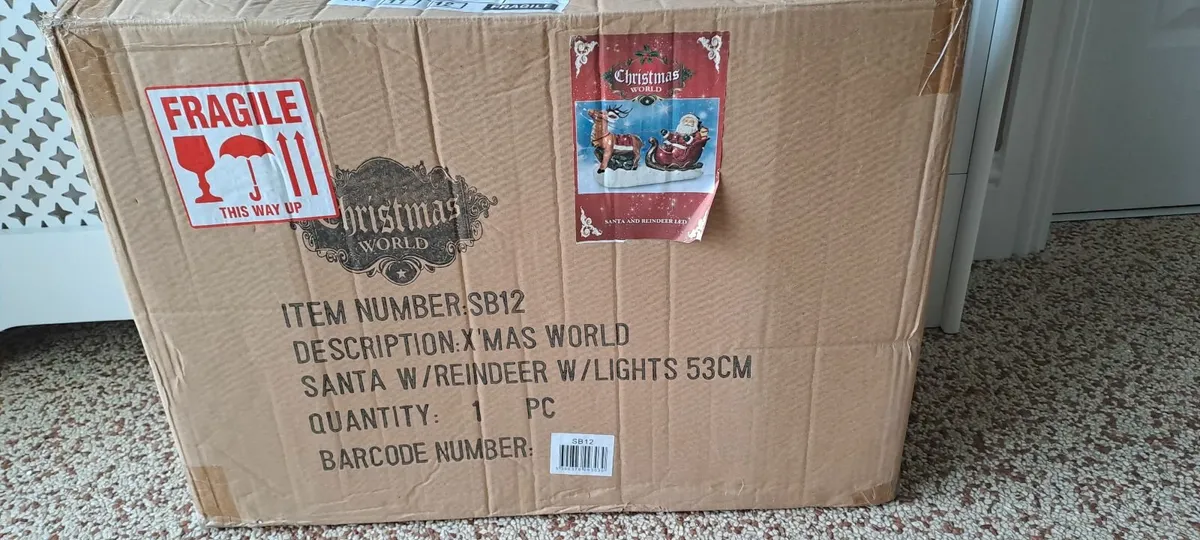 FRAGILE
FRAGILE
THIS WAY UP
Christmas
WORLD
SANTA AND REINDEER LED
Christmas
WORLD
ITEM NUMBER:SB12
DESCRIPTION:X'MAS WORLD
SANTA W/REINDEER W/LIGHTS 53CM
QUANTITY: 1 PC
BARCODE NUMBER:
SB12